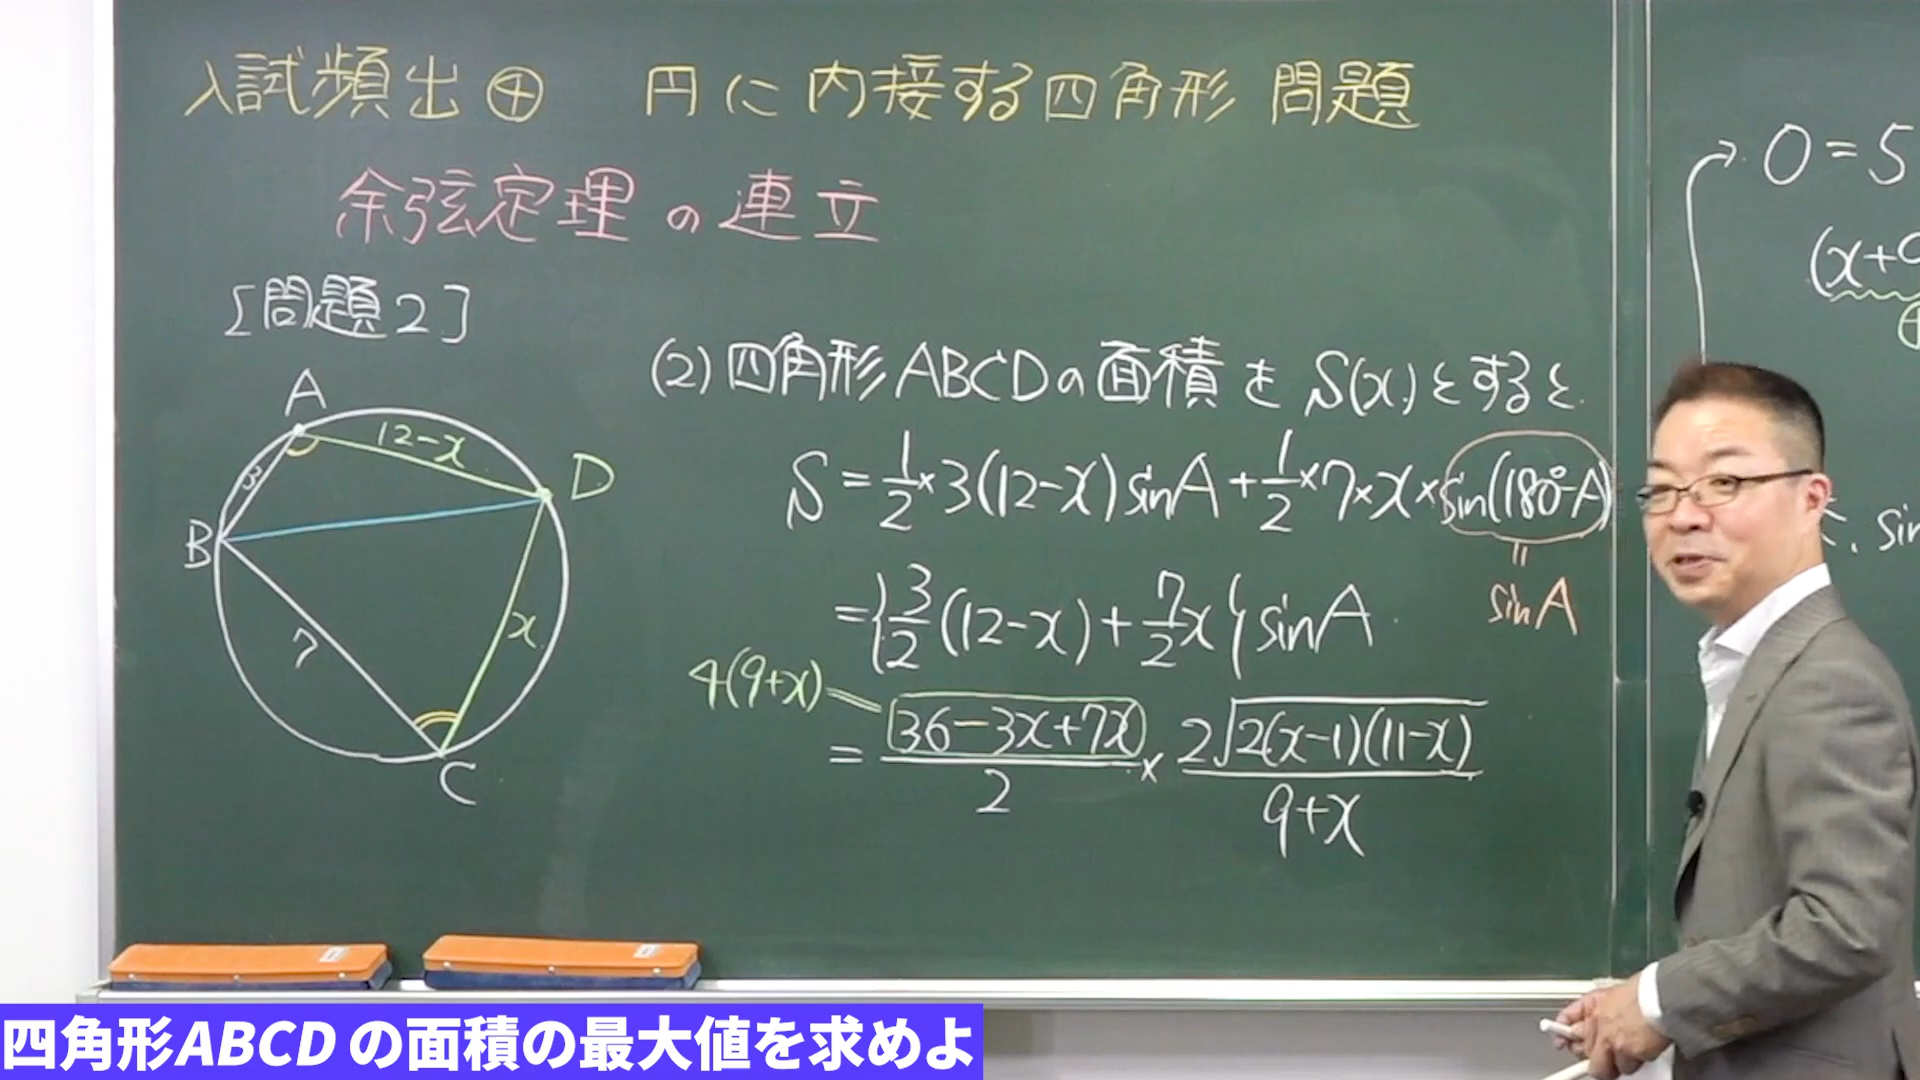 入試頻出④ 円に内接する四角形 問題
余弦定理の連立
[問題2]
A
12-x
D
3
B
7
x
C
(2) 四角形ABCDの面積をS(x)とすると
S = 1/2 × 3(12-x) sinA + 1/2 × 7 × x × sin(180°-A)
=
sinA
= {3/2 (12-x) + 7/2 x} sinA
4(9+x)
= (36-3x+7x)/2 × 2√2(x-1)(11-x) / (9+x)
0=5
(x+9
sin
四角形ABCDの面積の最大値を求めよ